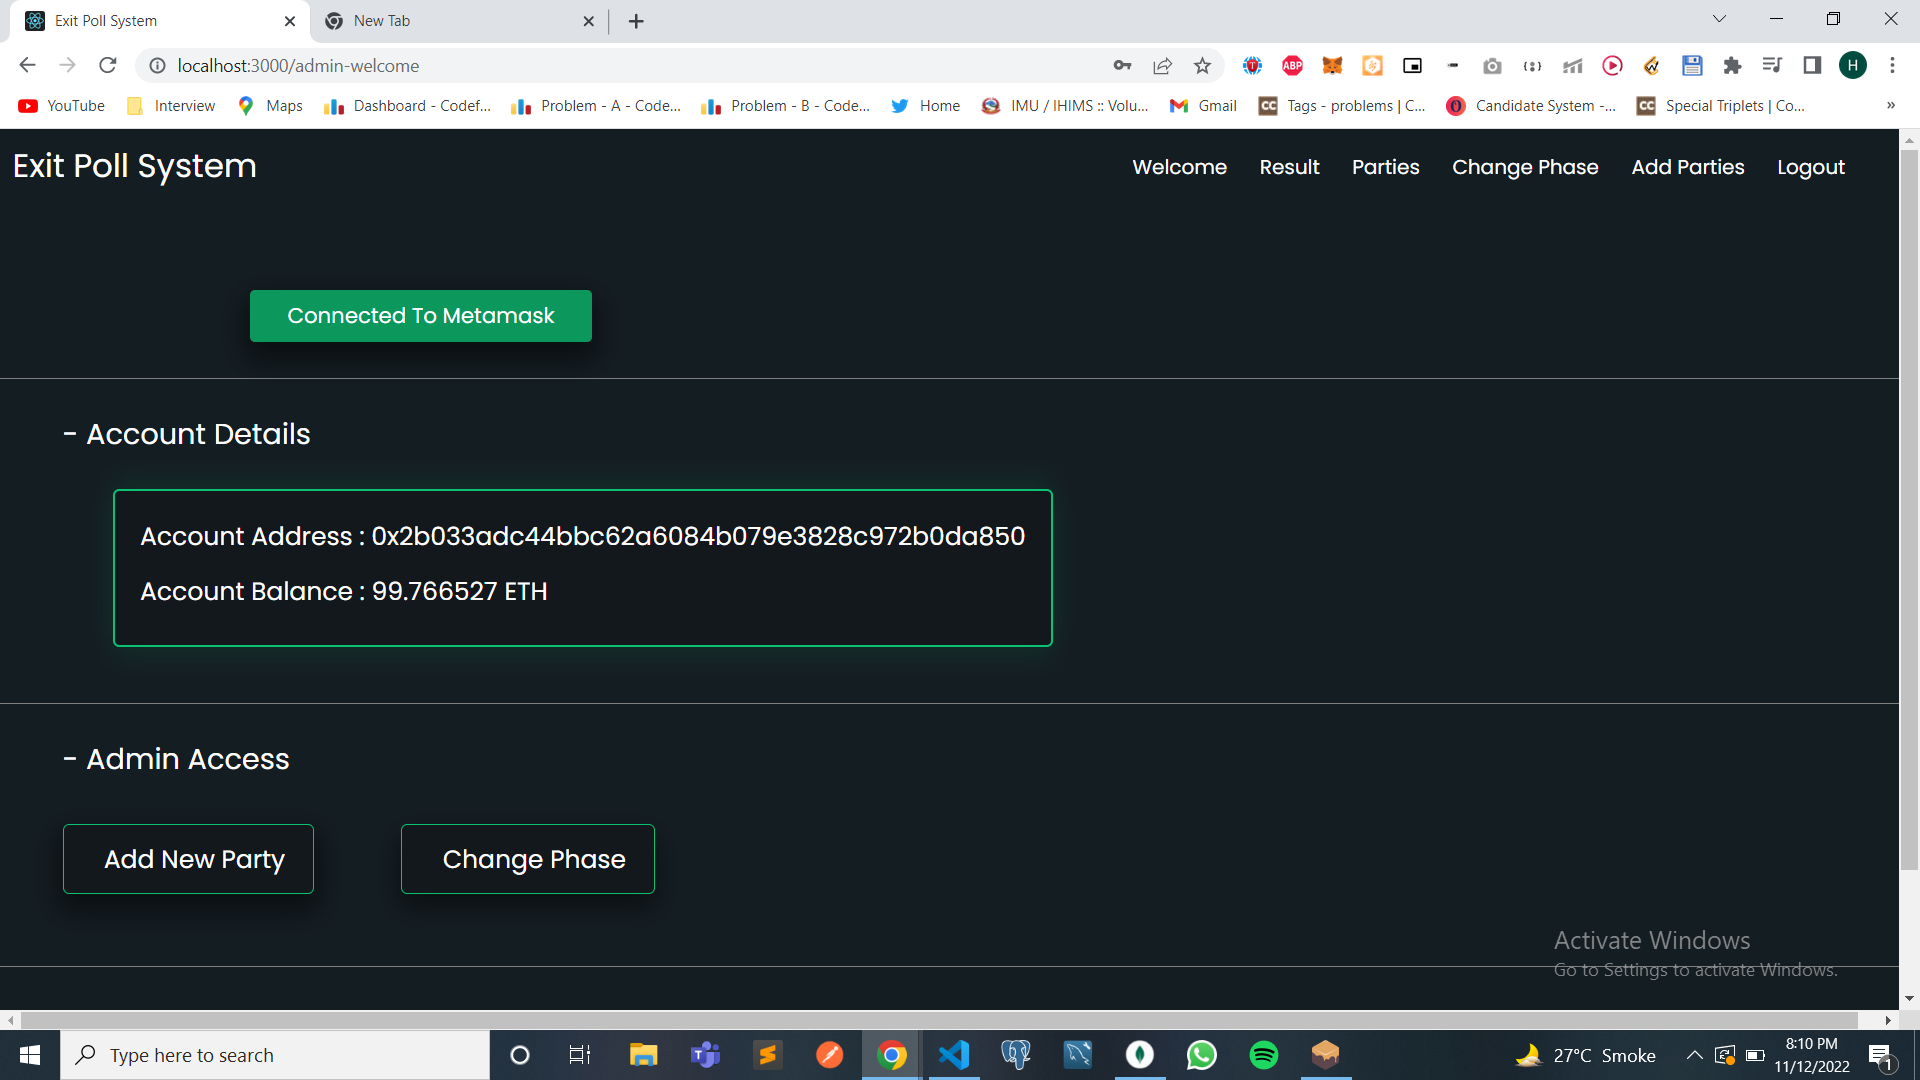 Exit Poll System
New Tab
localhost:3000/admin-welcome
ABP
H
YouTube
Interview
Maps
Dashboard - Codef...
Problem - A - Code...
Problem - B - Code...
Home
IMU / IHIMS :: Volu...
Gmail
CC
Tags - problems | C...
Candidate System -...
CC
Special Triplets | Co...
»
Exit Poll System
Welcome
Result
Parties
Change Phase
Add Parties
Logout
Connected To Metamask
- Account Details
Account Address : 0x2b033adc44bbc62a6084b079e3828c972b0da850
Account Balance : 99.766527 ETH
- Admin Access
Add New Party
Change Phase
Activate Windows
Go to Settings to activate Windows.
Type here to search
27°C Smoke
8:10 PM
11/12/2022
1